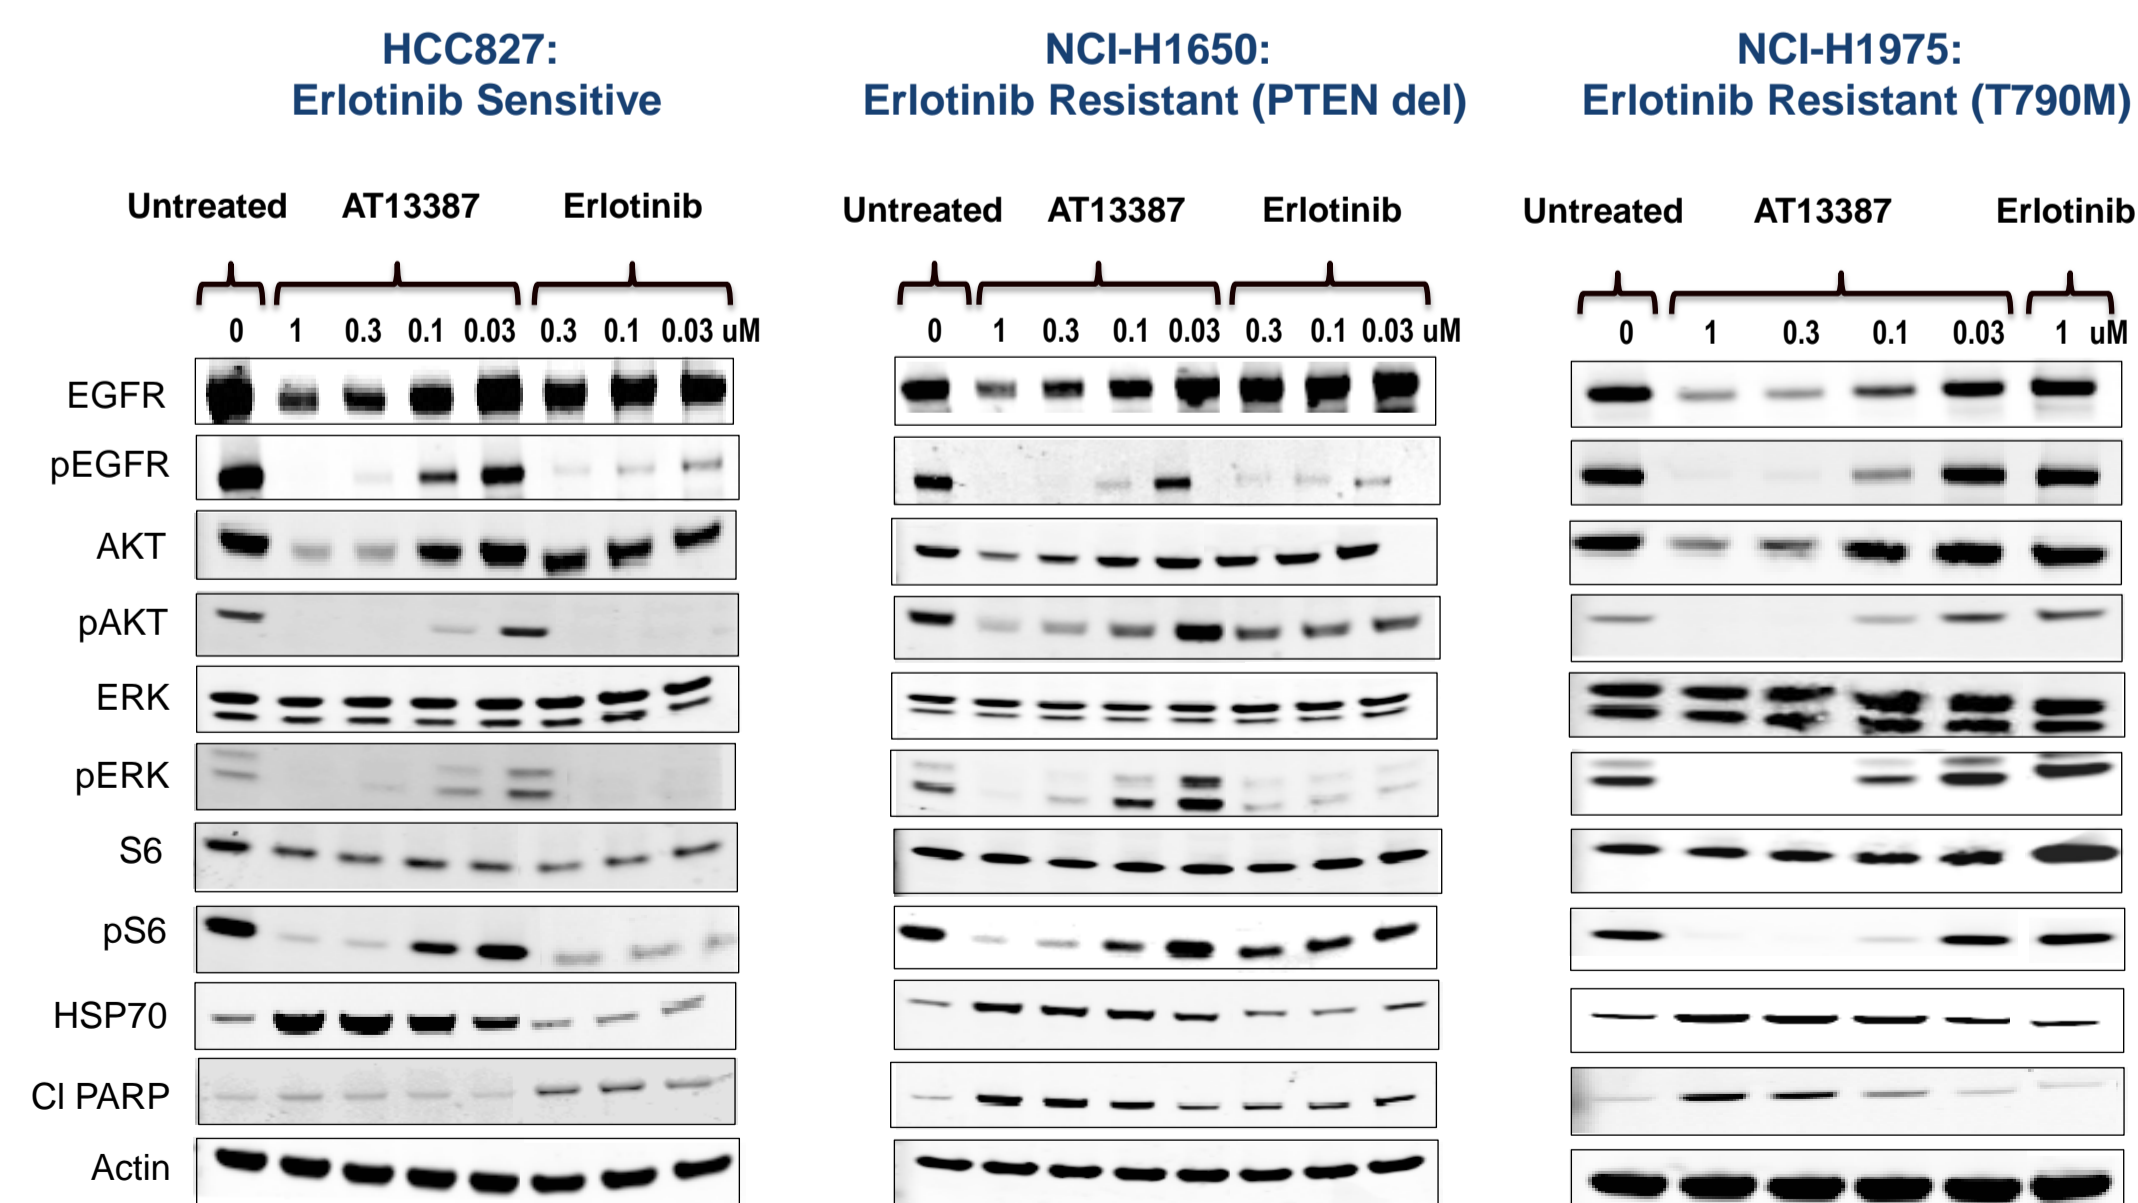 HCC827:
Erlotinib Sensitive
NCI-H1650:
Erlotinib Resistant (PTEN del)
NCI-H1975:
Erlotinib Resistant (T790M)
Untreated AT13387 Erlotinib
Untreated AT13387 Erlotinib
Untreated AT13387 Erlotinib
0 1 0.3 0.1 0.03 0.3 0.1 0.03 uM
0 1 0.3 0.1 0.03 0.3 0.1 0.03 uM
0 1 0.3 0.1 0.03 1 uM
EGFR
pEGFR
AKT
pAKT
ERK
pERK
S6
pS6
HSP70
Cl PARP
Actin